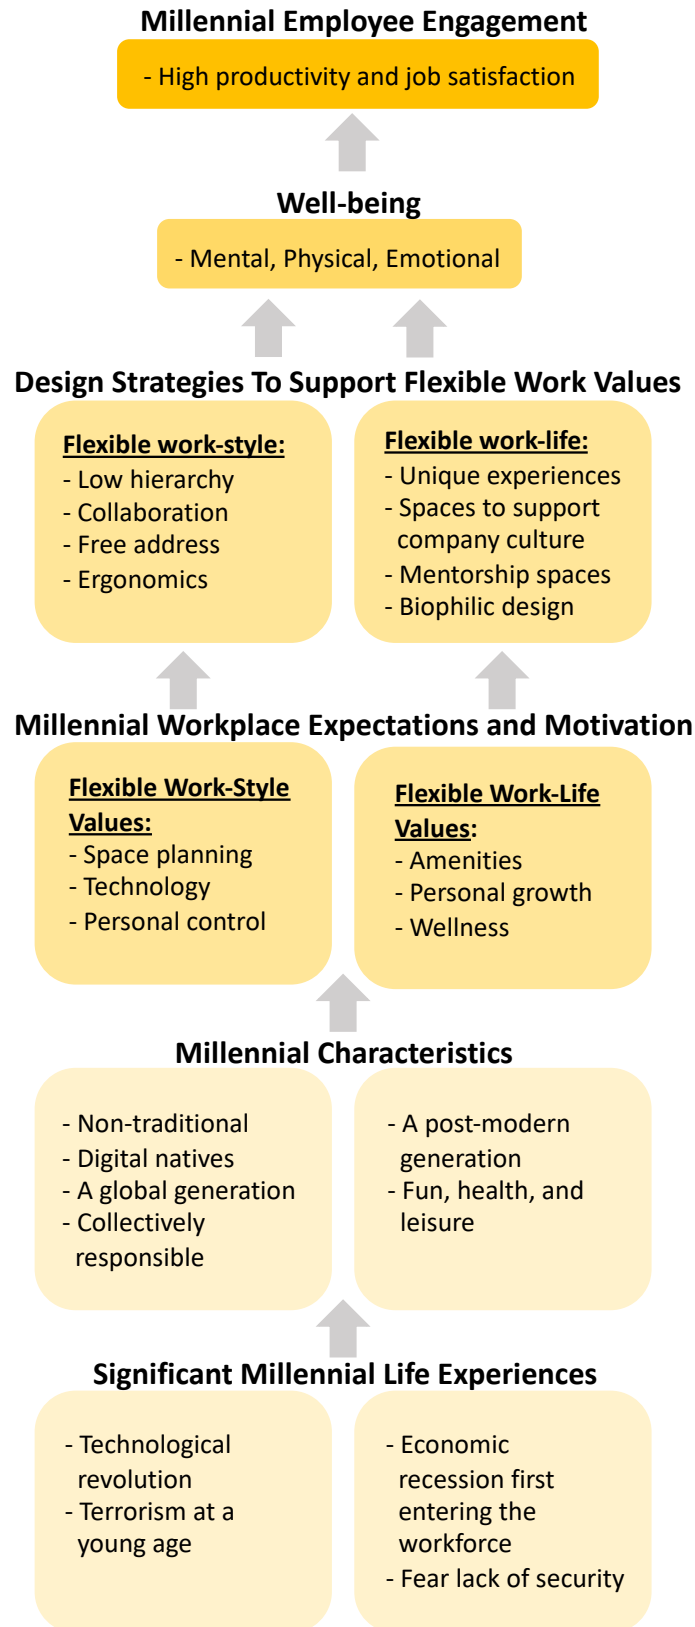 Millennial Employee Engagement
- High productivity and job satisfaction
Well-being
- Mental, Physical, Emotional
Design Strategies To Support Flexible Work Values
Flexible work-style:
- Low hierarchy
- Collaboration
- Free address
- Ergonomics
Flexible work-life:
- Unique experiences
- Spaces to support
company culture
- Mentorship spaces
- Biophilic design
Millennial Workplace Expectations and Motivation
Flexible Work-Style
Values:
- Space planning
- Technology
- Personal control
Flexible Work-Life
Values:
- Amenities
- Personal growth
- Wellness
Millennial Characteristics
- Non-traditional
- Digital natives
- A global generation
- Collectively
responsible
- A post-modern
generation
- Fun, health, and
leisure
Significant Millennial Life Experiences
- Technological
revolution
- Terrorism at a
young age
- Economic
recession first
entering the
workforce
- Fear lack of security